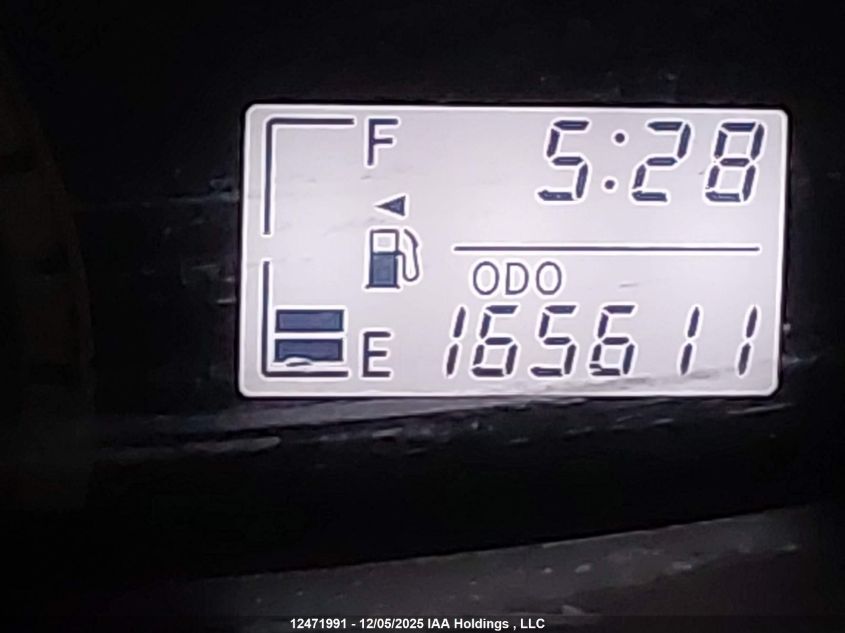 F 5:28
ODO
E 165611
12471991 - 12/05/2025 IAA Holdings , LLC